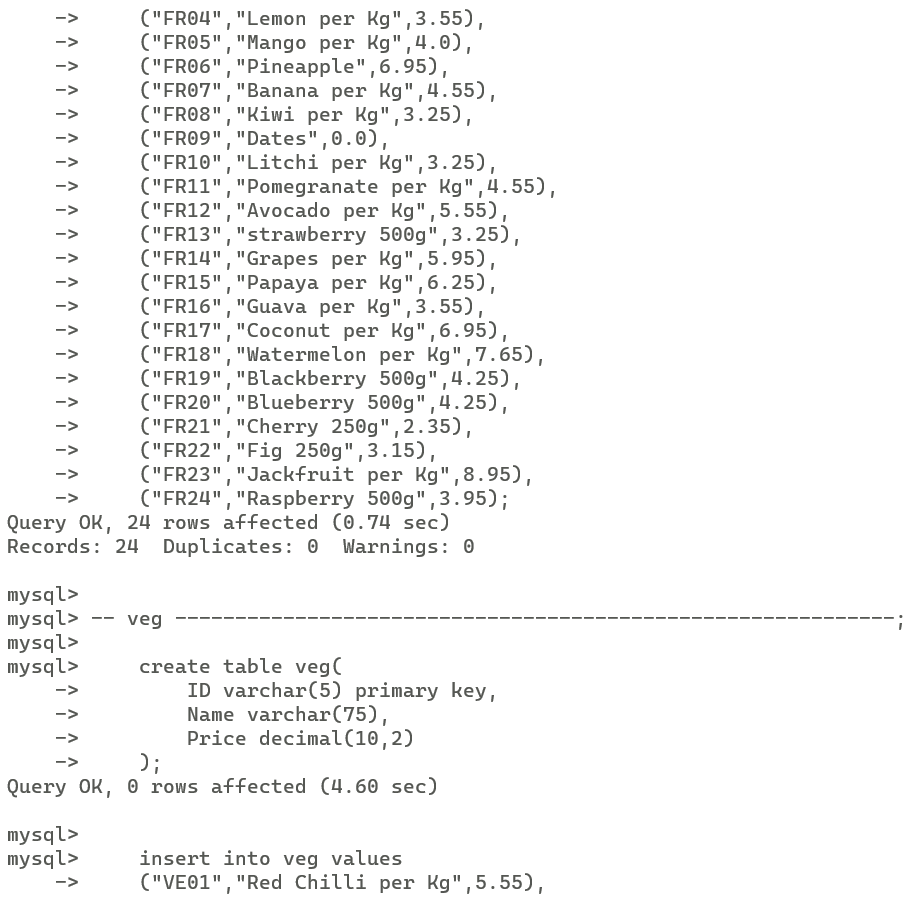 ->     ("FR04","Lemon per Kg",3.55),
    ->     ("FR05","Mango per Kg",4.0),
    ->     ("FR06","Pineapple",6.95),
    ->     ("FR07","Banana per Kg",4.55),
    ->     ("FR08","Kiwi per Kg",3.25),
    ->     ("FR09","Dates",0.0),
    ->     ("FR10","Litchi per Kg",3.25),
    ->     ("FR11","Pomegranate per Kg",4.55),
    ->     ("FR12","Avocado per Kg",5.55),
    ->     ("FR13","strawberry 500g",3.25),
    ->     ("FR14","Grapes per Kg",5.95),
    ->     ("FR15","Papaya per Kg",6.25),
    ->     ("FR16","Guava per Kg",3.55),
    ->     ("FR17","Coconut per Kg",6.95),
    ->     ("FR18","Watermelon per Kg",7.65),
    ->     ("FR19","Blackberry 500g",4.25),
    ->     ("FR20","Blueberry 500g",4.25),
    ->     ("FR21","Cherry 250g",2.35),
    ->     ("FR22","Fig 250g",3.15),
    ->     ("FR23","Jackfruit per Kg",8.95),
    ->     ("FR24","Raspberry 500g",3.95);
Query OK, 24 rows affected (0.74 sec)
Records: 24  Duplicates: 0  Warnings: 0

mysql>
mysql> -- veg ------------------------------------------------------------;
mysql>
mysql>     create table veg(
    ->         ID varchar(5) primary key,
    ->         Name varchar(75),
    ->         Price decimal(10,2)
    ->     );
Query OK, 0 rows affected (4.60 sec)

mysql>
mysql>     insert into veg values
    ->     ("VE01","Red Chilli per Kg",5.55),